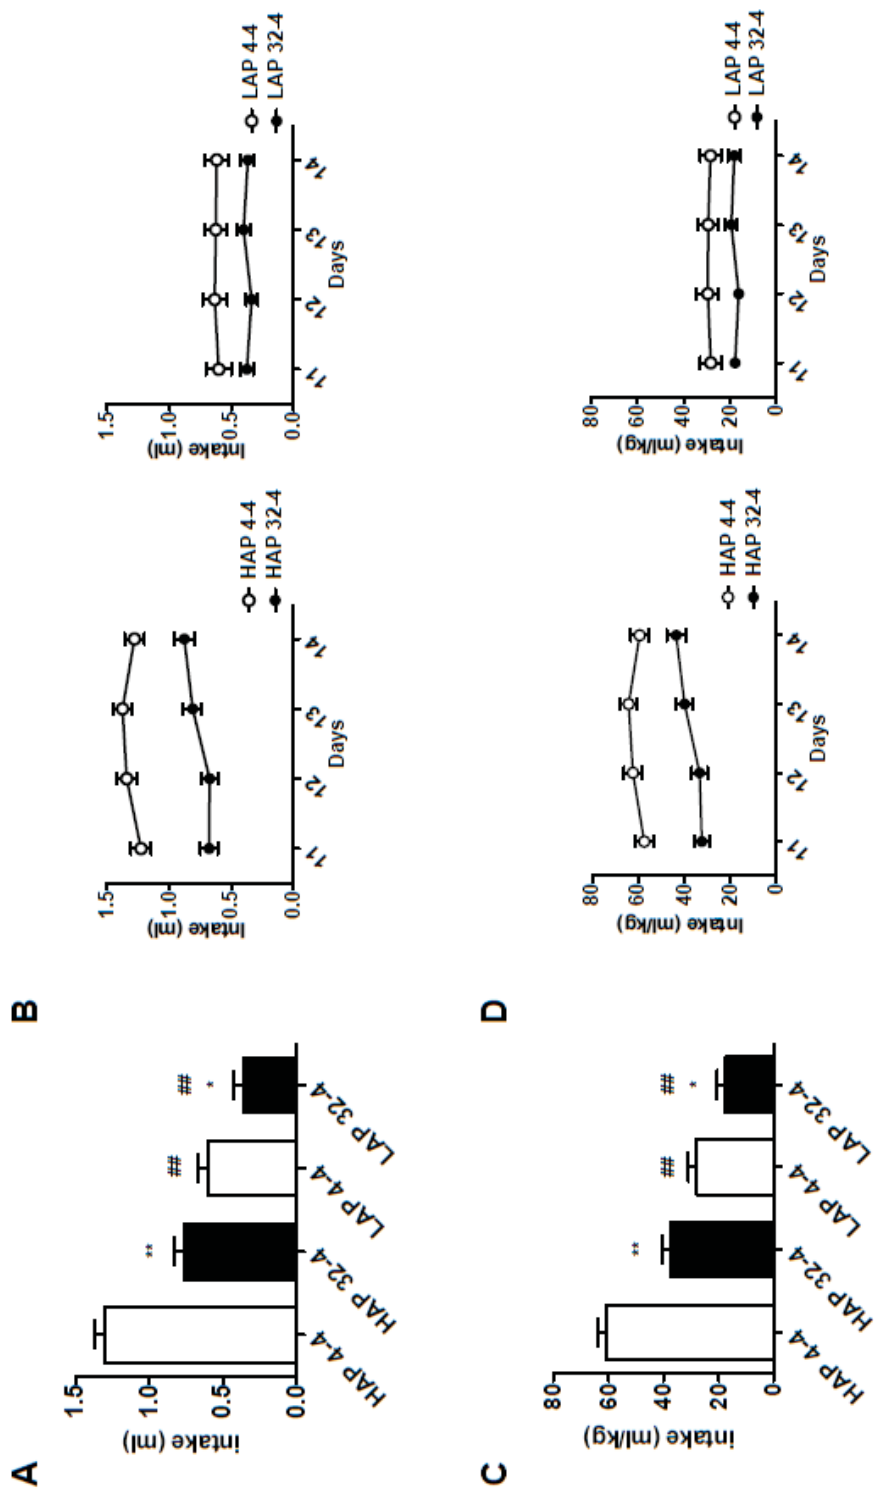 A
intake (ml)
1.5
1.0
0.5
0.0
**
##
##
*
HAP 4-4
HAP 32-4
LAP 4-4
LAP 32-4
B
Intake (ml)
1.5
1.0
0.5
0.0
11
12
13
14
Days
HAP 4-4
HAP 32-4
Intake (ml)
1.5
1.0
0.5
0.0
11
12
13
14
Days
LAP 4-4
LAP 32-4
C
intake (ml/kg)
80
60
40
20
0
**
##
##
*
HAP 4-4
HAP 32-4
LAP 4-4
LAP 32-4
D
Intake (ml/kg)
80
60
40
20
0
11
12
13
14
Days
HAP 4-4
HAP 32-4
Intake (ml/kg)
80
60
40
20
0
11
12
13
14
Days
LAP 4-4
LAP 32-4